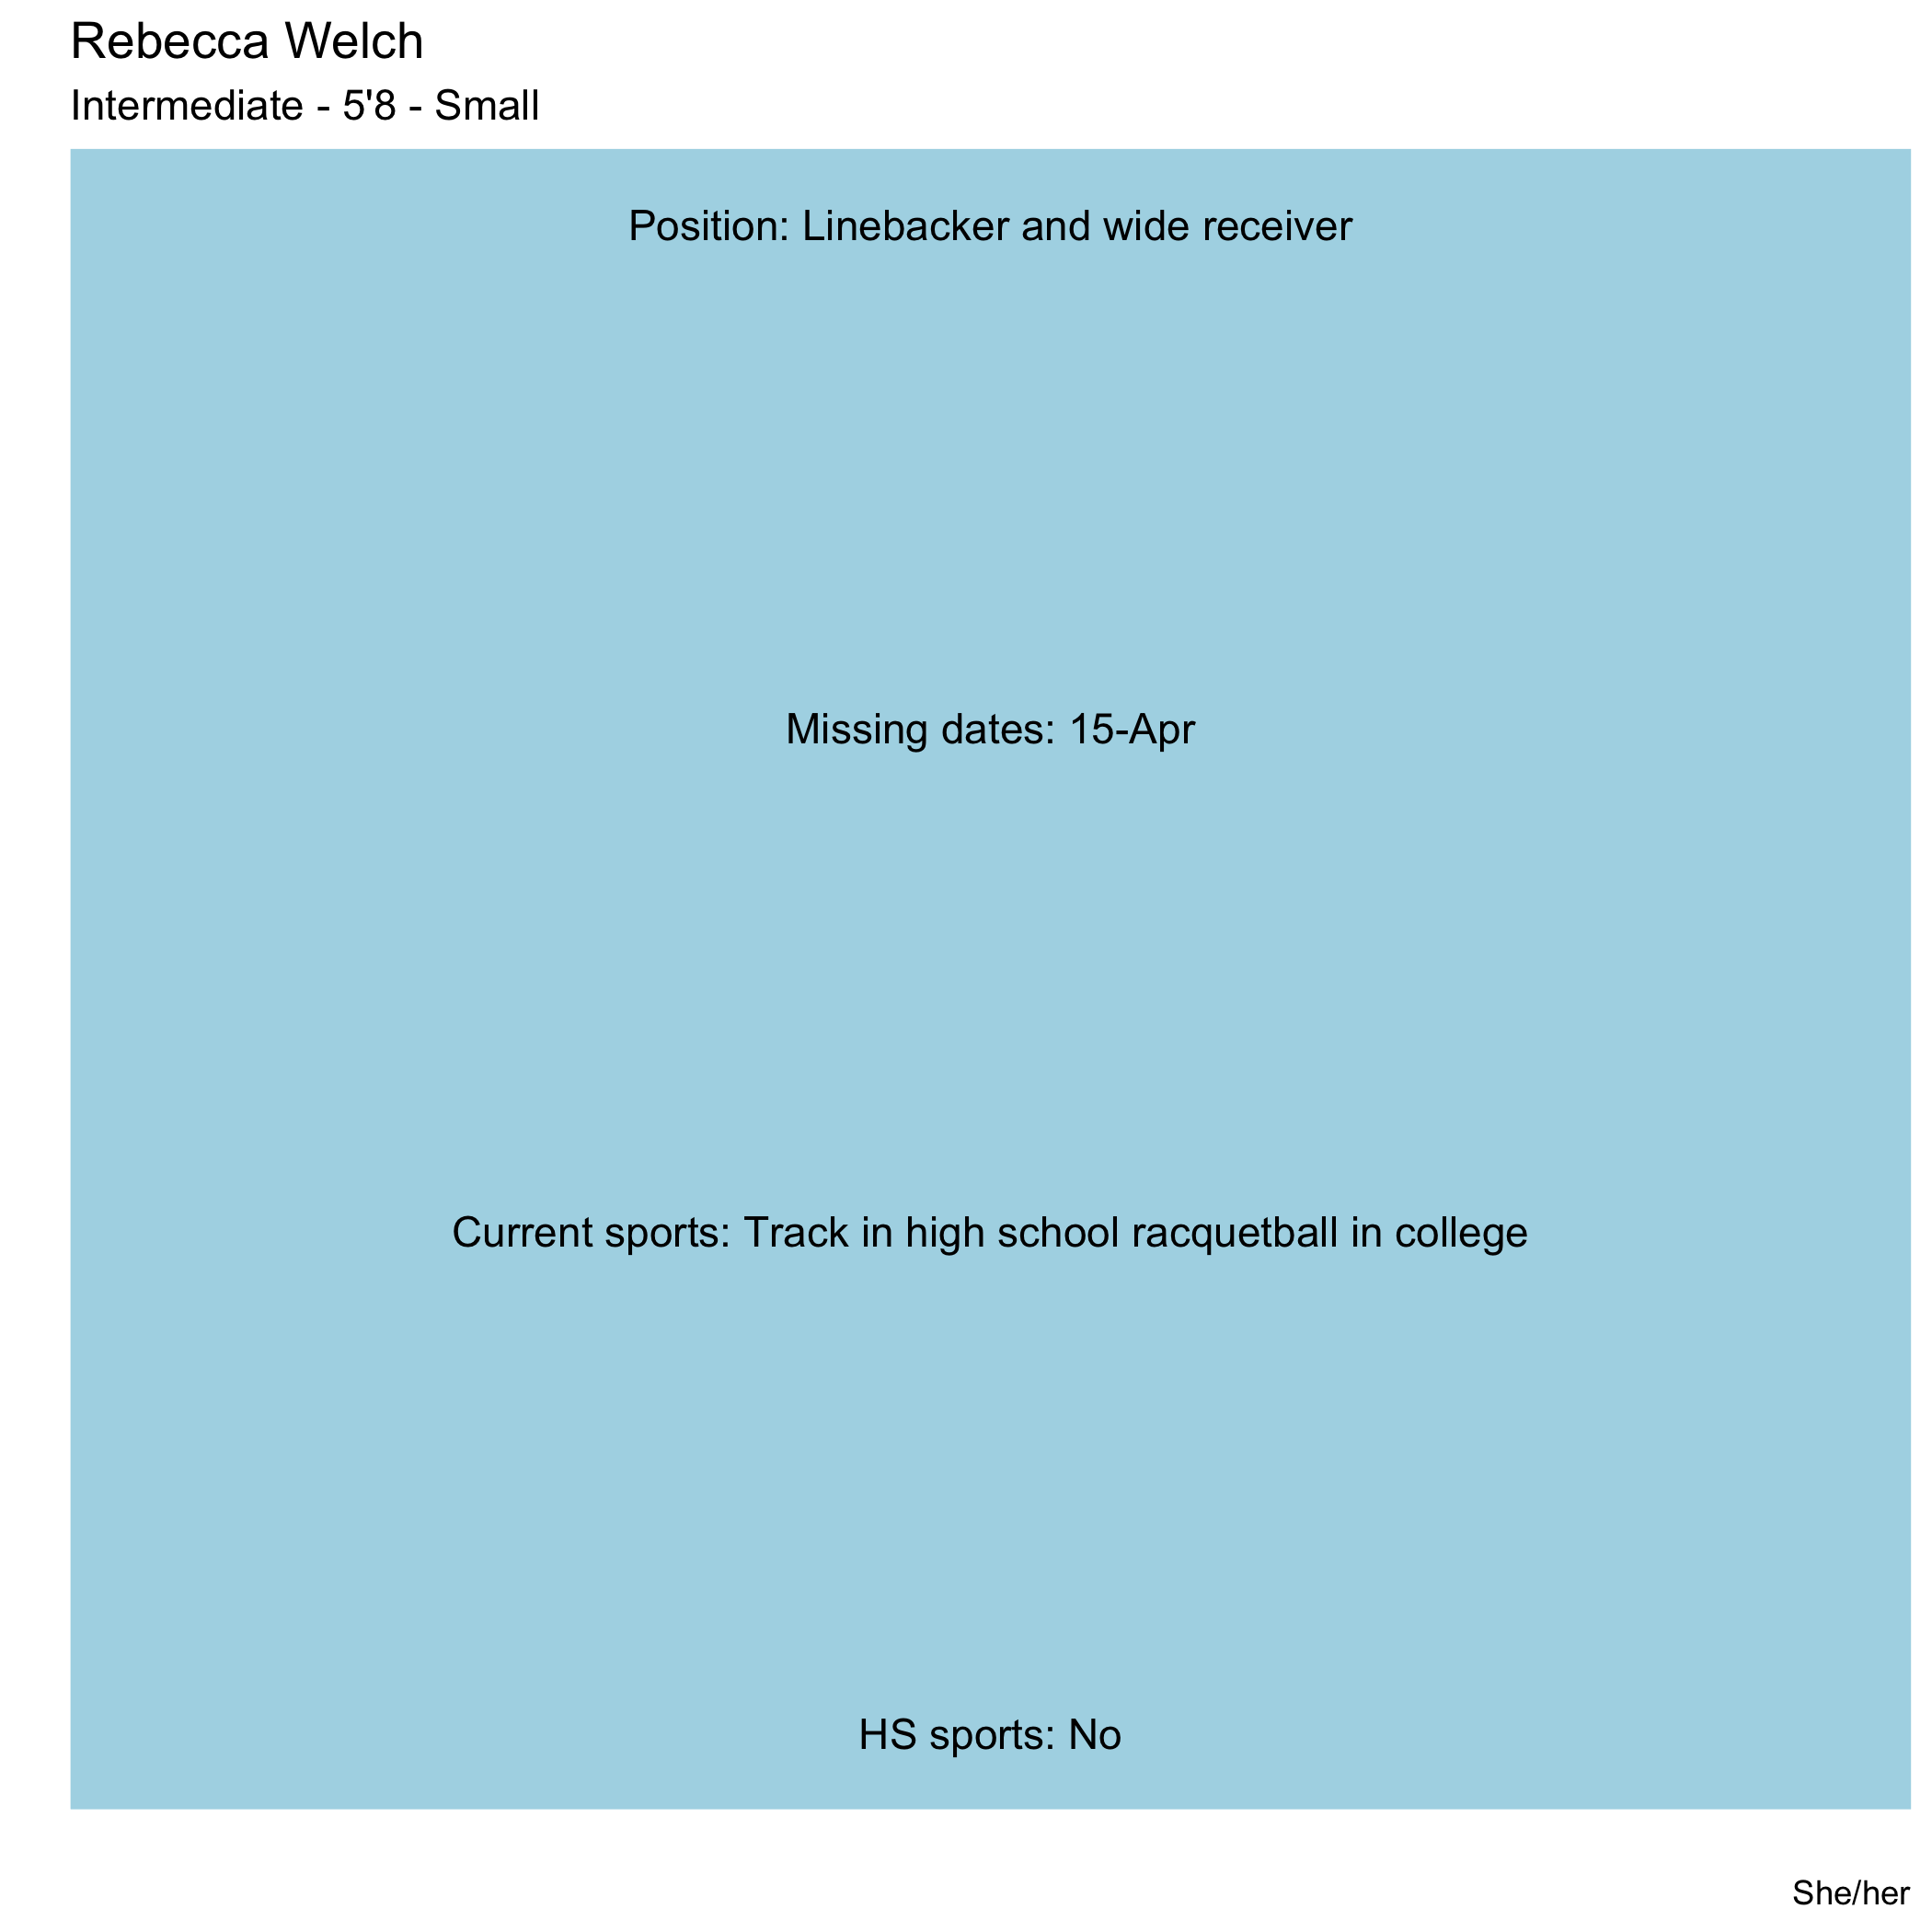 Rebecca Welch
Intermediate - 5'8 - Small
Position: Linebacker and wide receiver
Missing dates: 15-Apr
Current sports: Track in high school racquetball in college
HS sports: No
She/her